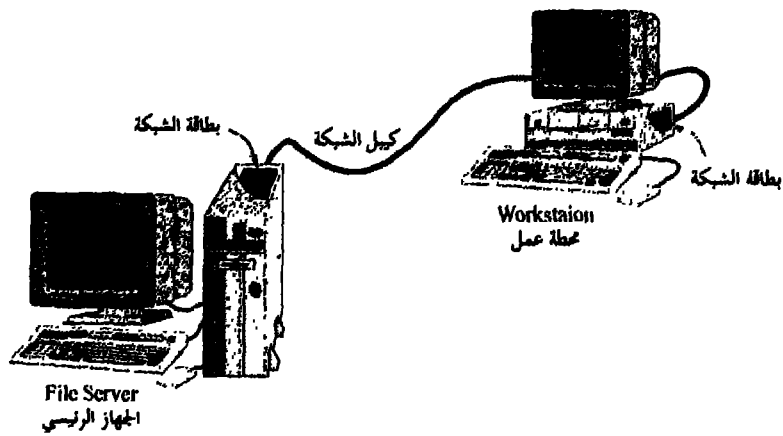 بطاقة الشبكة
كيبل الشبكة
بطاقة الشبكة
Workstaion
محطة عمل
File Server
الجهاز الرئيسي